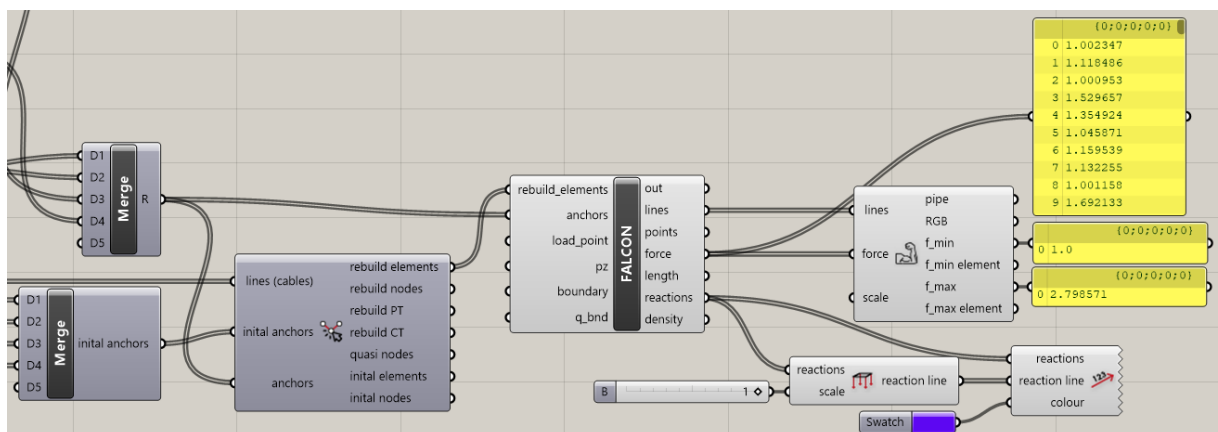 {0;0;0;0;0}
0 1.002347
1 1.118486
2 1.000953
3 1.529657
4 1.354924
5 1.045871
6 1.159539
7 1.132255
8 1.001158
9 1.692133
D1
D2
D3
D4
D5
Merge
R
rebuild_elements
anchors
load_point
pz
boundary
q_bnd
FALCON
out
lines
points
force
length
reactions
density
lines
force
scale
pipe
RGB
f_min
f_min element
f_max
f_max element
{0;0;0;0;0}
0 1.0
{0;0;0;0;0}
0 2.798571
D1
D2
D3
D4
D5
Merge
inital anchors
lines (cables)
inital anchors
anchors
rebuild elements
rebuild nodes
rebuild PT
rebuild CT
quasi nodes
inital elements
inital nodes
B
1
reactions
scale
reaction line
reactions
reaction line
colour
123
Swatch